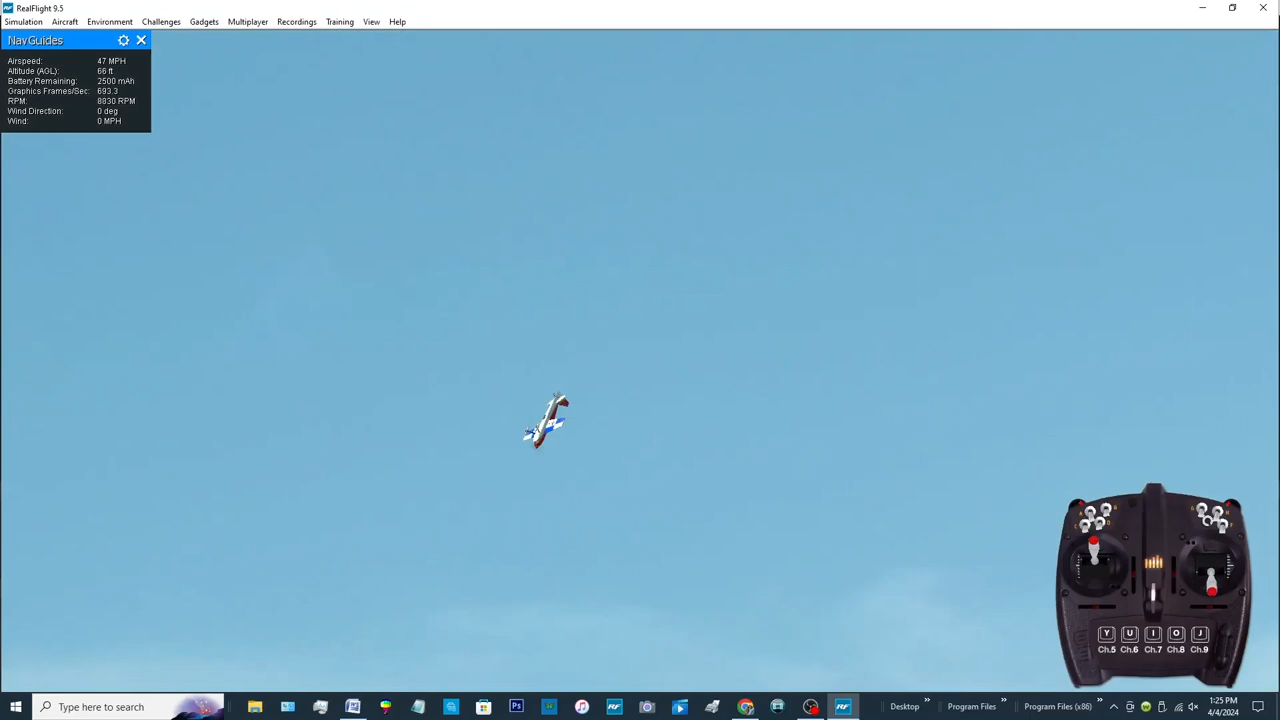 RealFlight 9.5
Simulation Aircraft Environment Challenges Gadgets Multiplayer Recordings Training View Help
NavGuides
Airspeed: 47 MPH
Altitude (AGL): 66 ft
Battery Remaining: 2500 mAh
Graphics Frames/Sec: 693.3
RPM: 8830 RPM
Wind Direction: 0 deg
Wind: 0 MPH
Y U I O J
Ch.5 Ch.6 Ch.7 Ch.8 Ch.9
Type here to search
Desktop
Program Files
Program Files (x86)
1:25 PM
4/4/2024